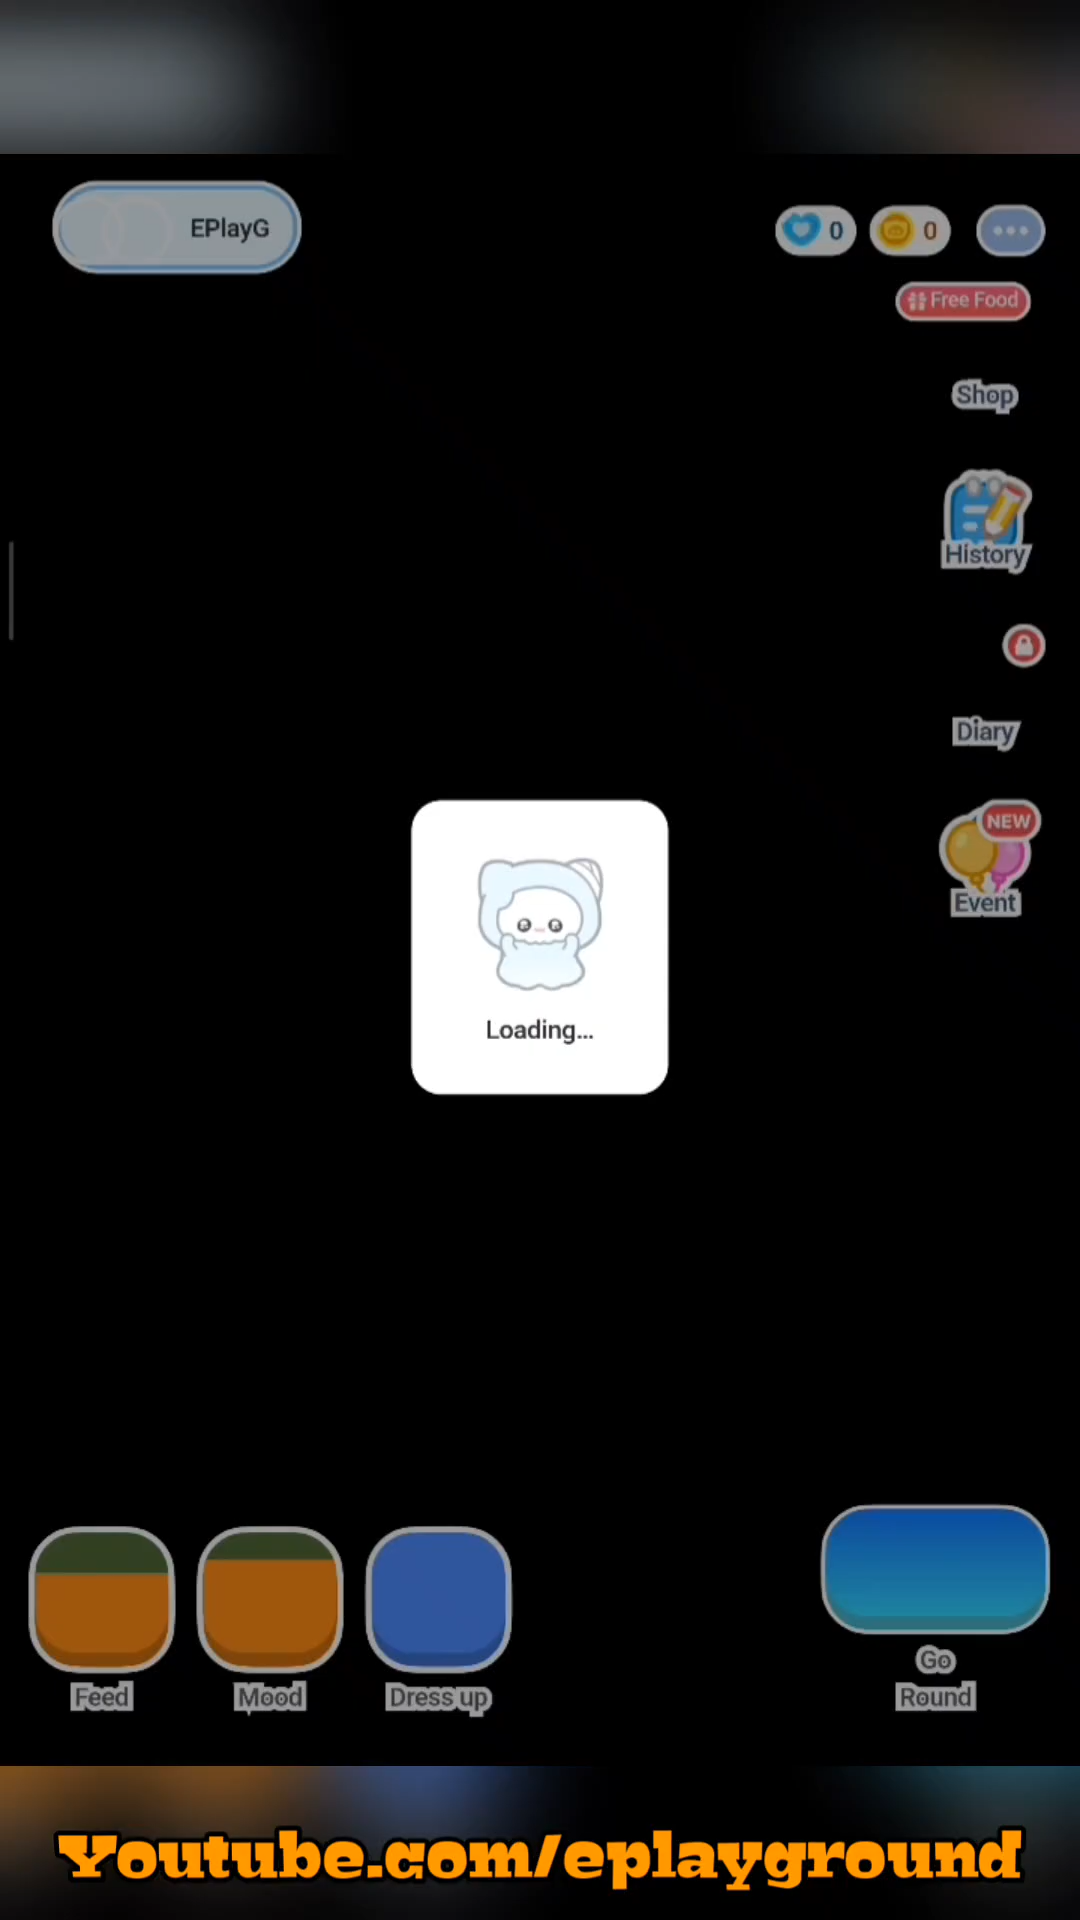 EPlayG
0
0
Free Food
Shop
History
Diary
NEW
Event
Loading...
Feed
Mood
Dress up
Go
Round
Youtube.com/eplayground